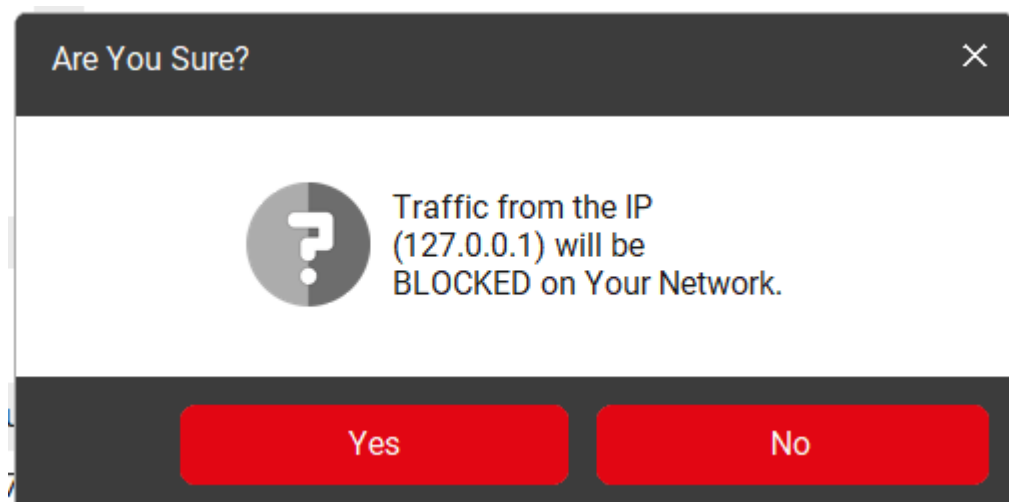 Are You Sure?
Traffic from the IP
(127.0.0.1) will be
BLOCKED on Your Network.
Yes
No